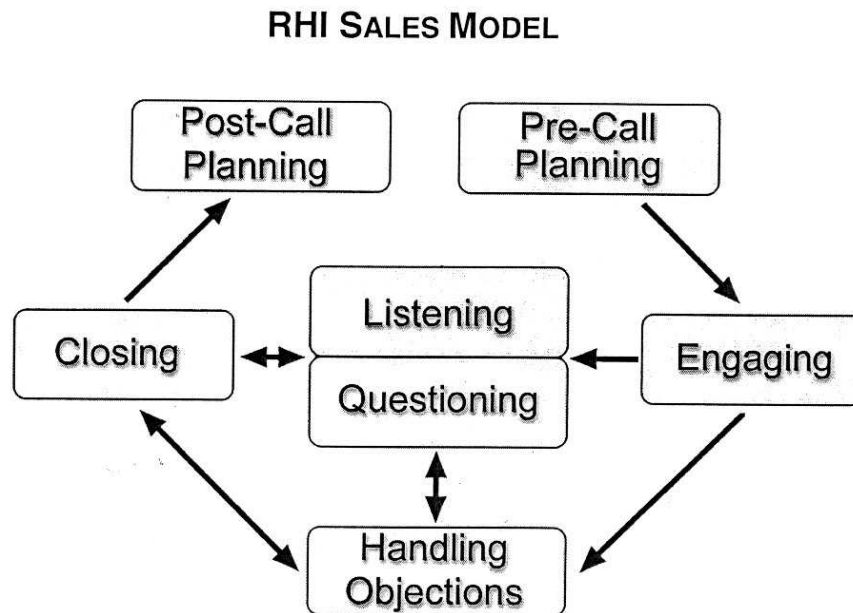 RHI SALES MODEL
Post-Call
Planning
Pre-Call
Planning
Listening
Closing
Engaging
Questioning
Handling
Objections